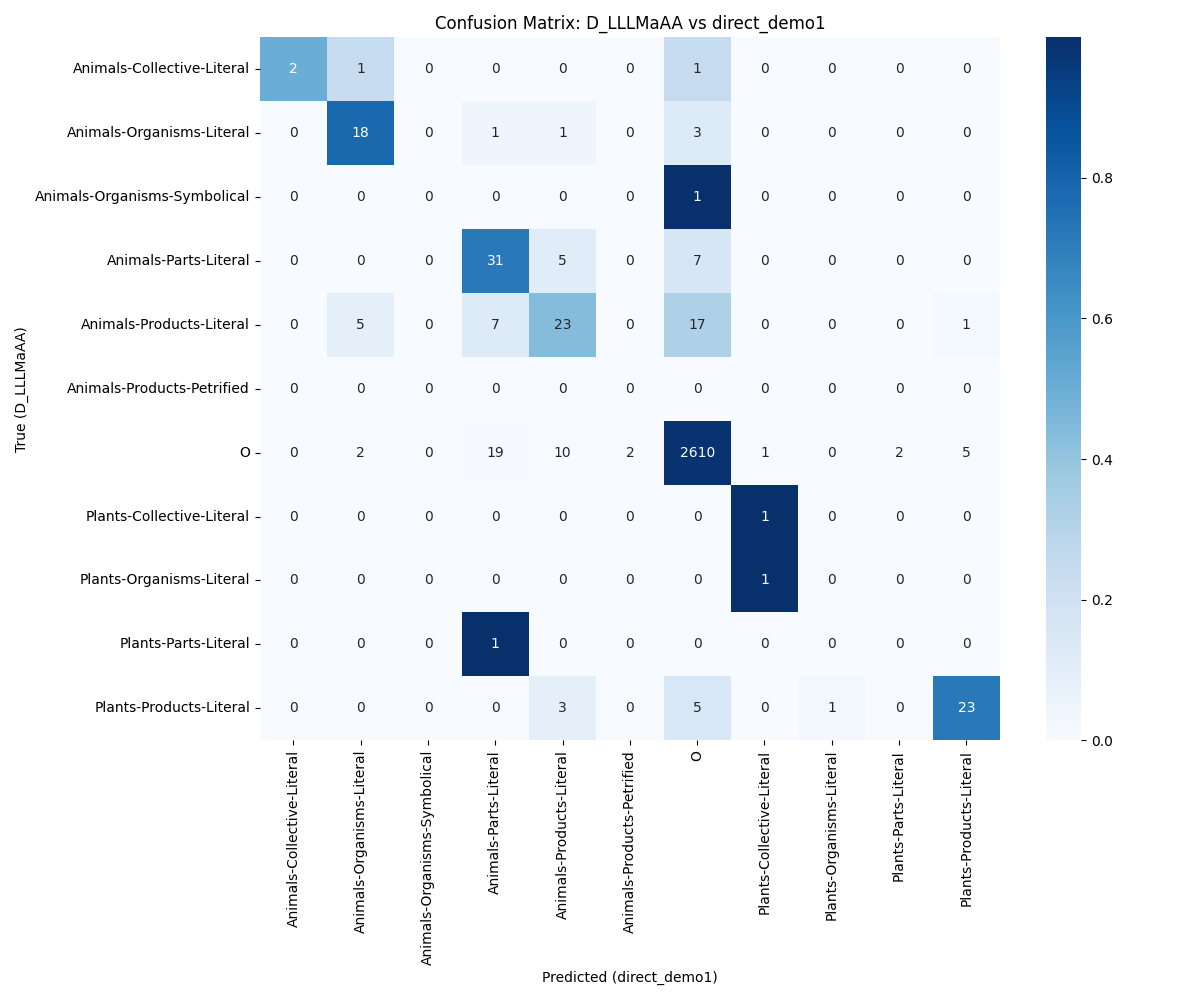 Confusion Matrix: D_LLLMaAA vs direct_demo1
True (D_LLLMaAA)
Animals-Collective-Literal 2 1 0 0 0 0 1 0 0 0 0
Animals-Organisms-Literal 0 18 0 1 1 0 3 0 0 0 0
Animals-Organisms-Symbolical 0 0 0 0 0 0 1 0 0 0 0
Animals-Parts-Literal 0 0 0 31 5 0 7 0 0 0 0
Animals-Products-Literal 0 5 0 7 23 0 17 0 0 0 1
Animals-Products-Petrified 0 0 0 0 0 0 0 0 0 0 0
O 0 2 0 19 10 2 2610 1 0 2 5
Plants-Collective-Literal 0 0 0 0 0 0 0 1 0 0 0
Plants-Organisms-Literal 0 0 0 0 0 0 0 1 0 0 0
Plants-Parts-Literal 0 0 0 1 0 0 0 0 0 0 0
Plants-Products-Literal 0 0 0 0 3 0 5 0 1 0 23
Animals-Collective-Literal
Animals-Organisms-Literal
Animals-Organisms-Symbolical
Animals-Parts-Literal
Animals-Products-Literal
Animals-Products-Petrified
O
Plants-Collective-Literal
Plants-Organisms-Literal
Plants-Parts-Literal
Plants-Products-Literal
Predicted (direct_demo1)
0.8
0.6
0.4
0.2
0.0